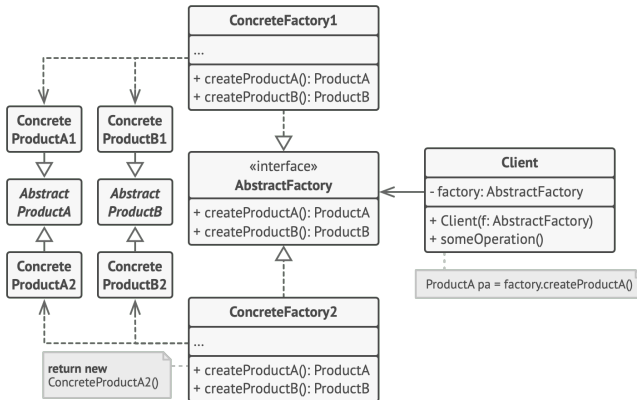 ConcreteFactory1
...
+ createProductA(): ProductA
+ createProductB(): ProductB
Concrete
ProductA1
Concrete
ProductB1
Abstract
ProductA
Abstract
ProductB
Concrete
ProductA2
Concrete
ProductB2
«interface»
AbstractFactory
+ createProductA(): ProductA
+ createProductB(): ProductB
Client
- factory: AbstractFactory
+ Client(f: AbstractFactory)
+ someOperation()
ProductA pa = factory.createProductA()
ConcreteFactory2
...
+ createProductA(): ProductA
+ createProductB(): ProductB
return new
ConcreteProductA2()